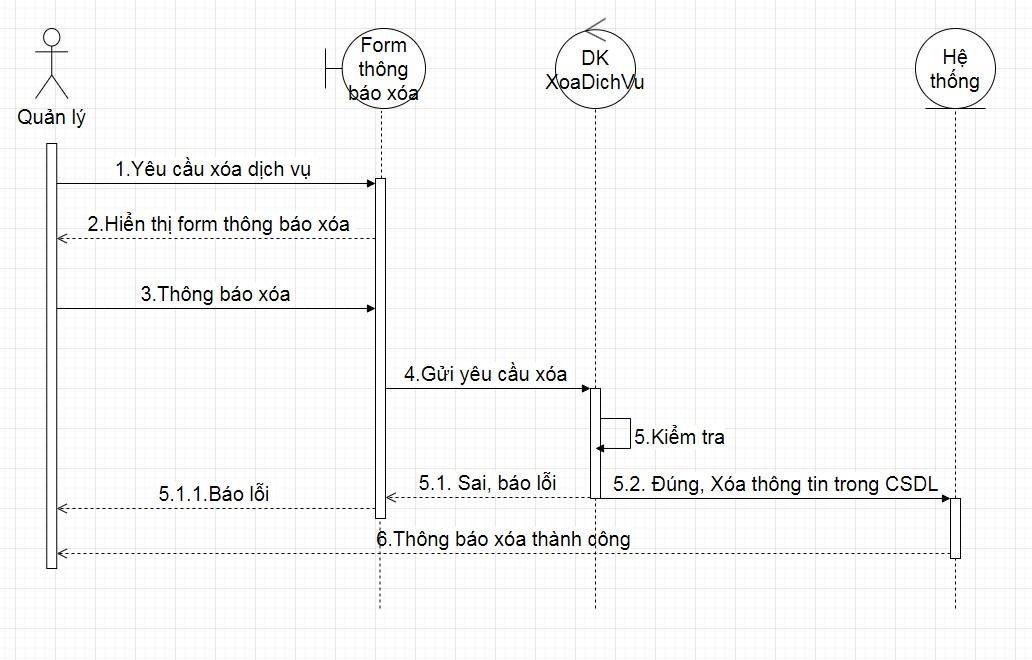 Form
thông
báo xóa
DK
XoaDichVu
Hệ
thống
Quản lý
1.Yêu cầu xóa dịch vụ
2.Hiển thị form thông báo xóa
3.Thông báo xóa
4.Gửi yêu cầu xóa
5.Kiểm tra
5.1. Sai, báo lỗi
5.2. Đúng, Xóa thông tin trong CSDL
5.1.1.Báo lỗi
6.Thông báo xóa thành công